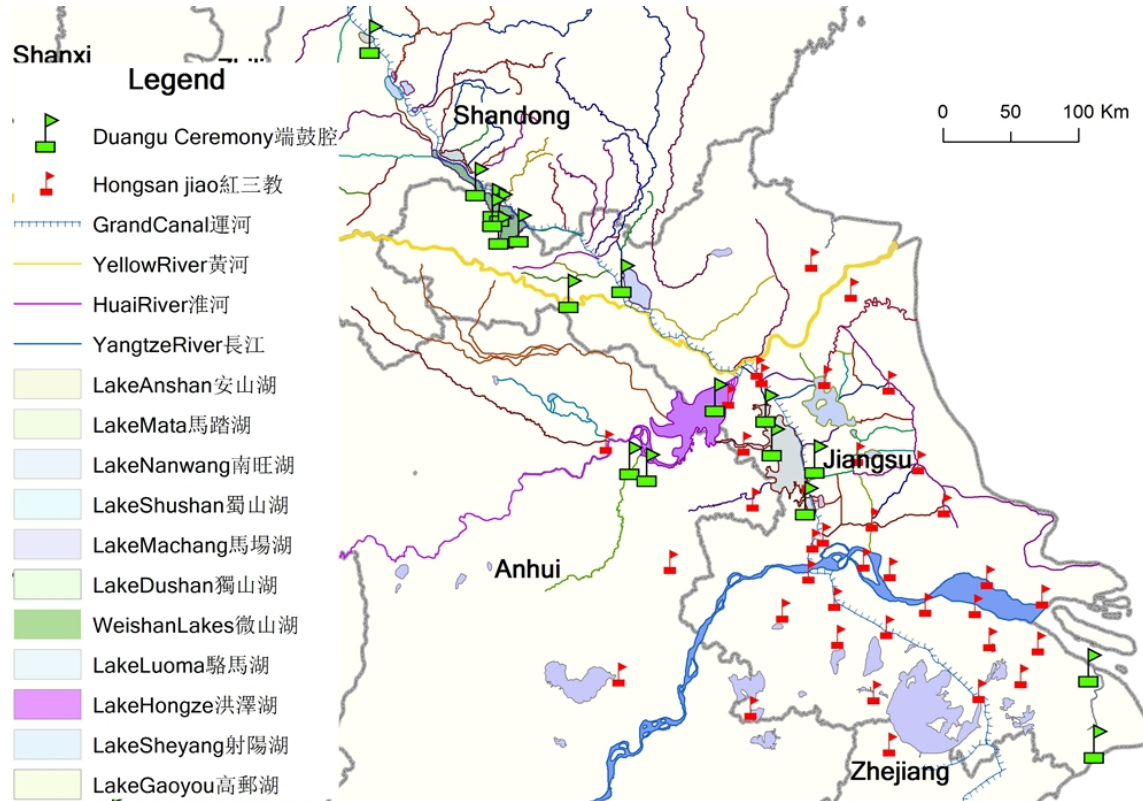 Shanxi
Legend
Duangu Ceremony端鼓腔
Hongsan jiao紅三教
GrandCanal運河
YellowRiver黃河
HuaiRiver淮河
YangtzeRiver長江
LakeAnshan安山湖
LakeMata馬踏湖
LakeNanwang南旺湖
LakeShushan蜀山湖
LakeMachang馬場湖
LakeDushan獨山湖
WeishanLakes微山湖
LakeLuoma駱馬湖
LakeHongze洪澤湖
LakeSheyang射陽湖
LakeGaoyou高郵湖
Shandong
0 50 100 Km
Jiangsu
Anhui
Zhejiang